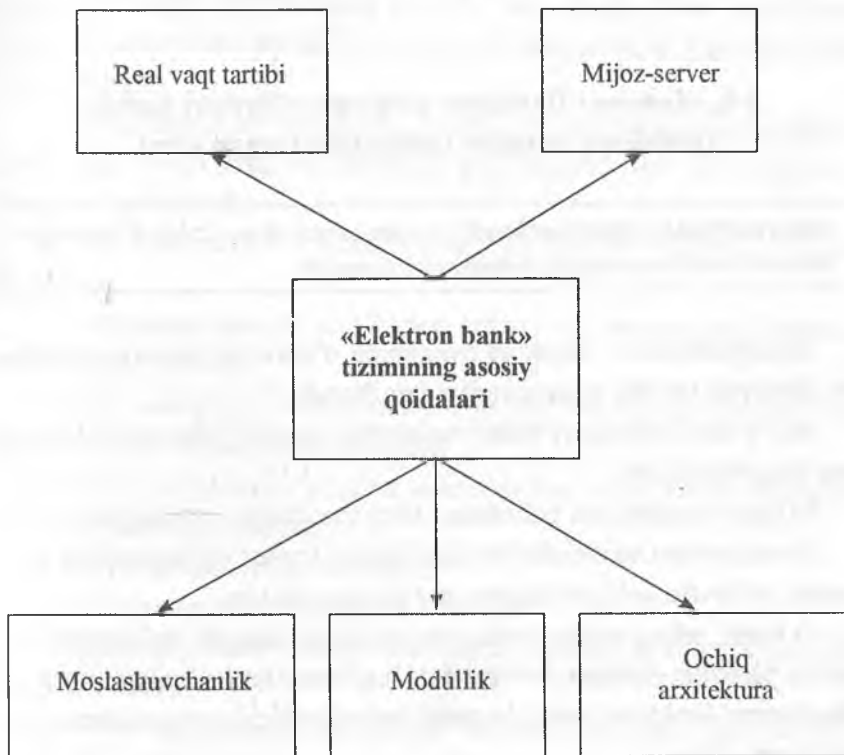 Real vaqt tartibi
Mijoz-server
«Elektron bank»
tizimining asosiy
qoidalari
Moslashuvchanlik
Modullik
Ochiq
arxitektura